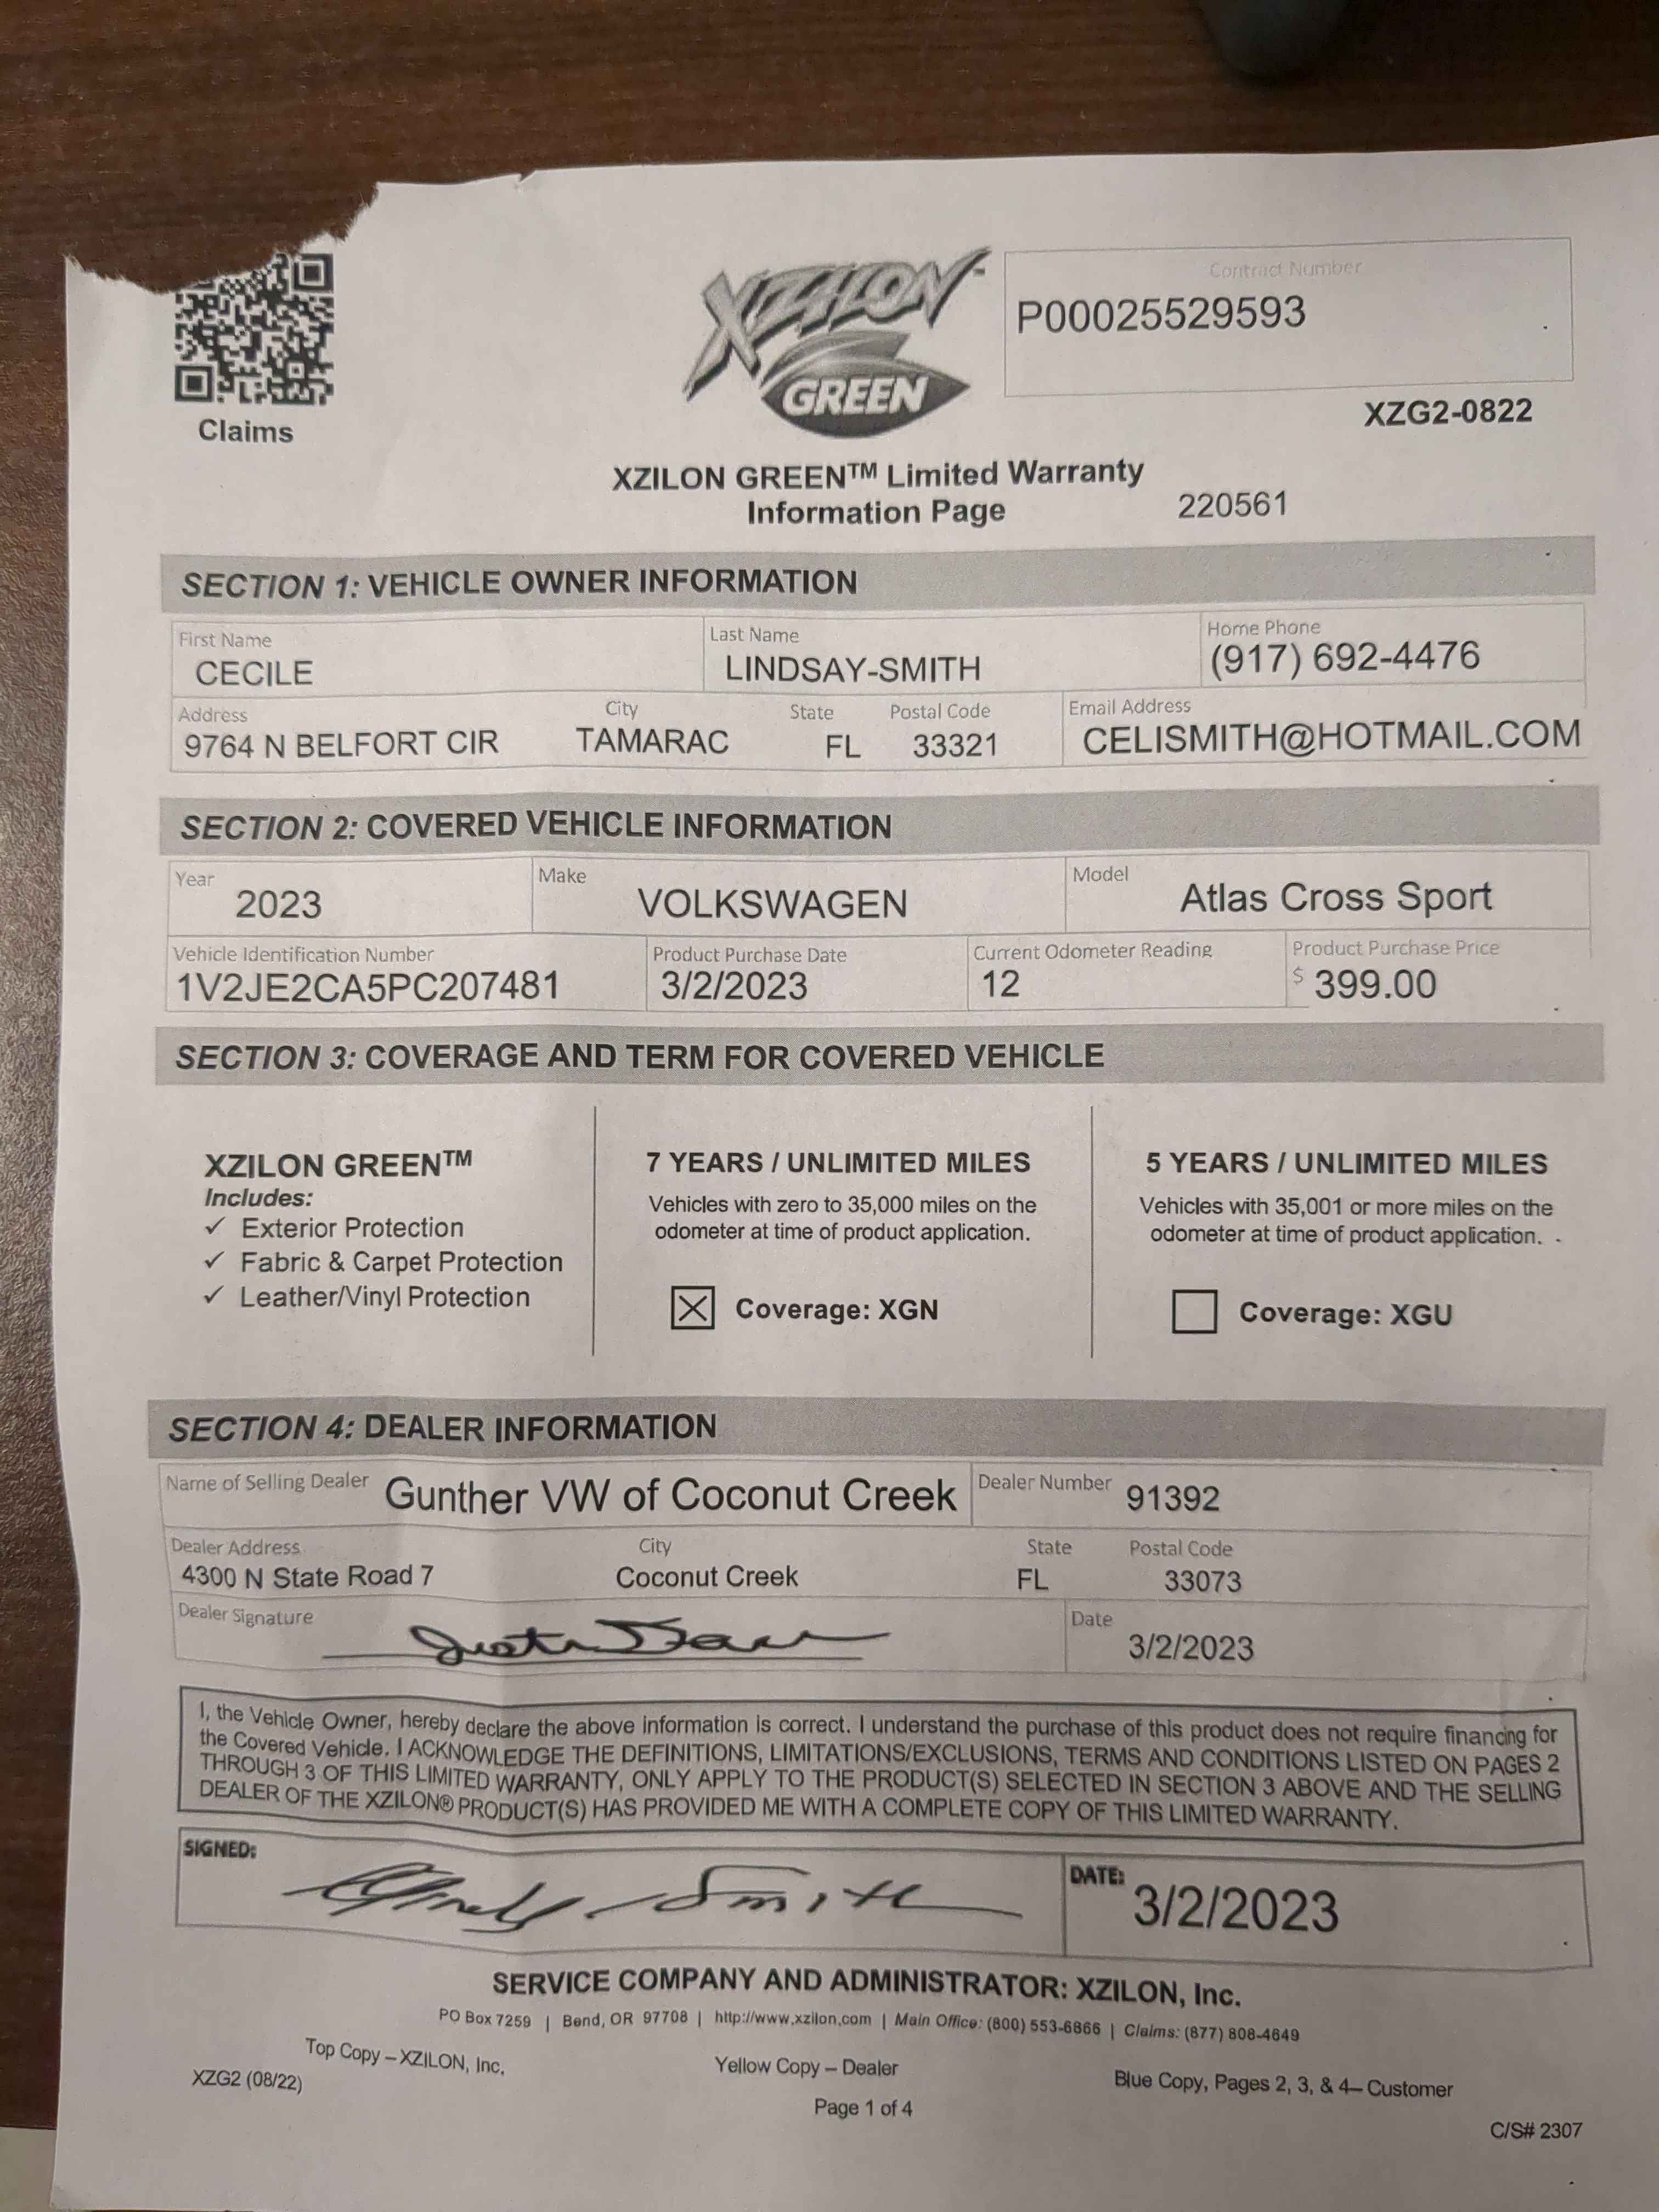 XZILON™
GREEN
Contract Number
P00025529593
XZG2-0822
Claims
XZILON GREEN™ Limited Warranty
Information Page
220561
SECTION 1: VEHICLE OWNER INFORMATION
First Name Last Name Home Phone
CECILE LINDSAY-SMITH (917) 692-4476
Address City State Postal Code Email Address
9764 N BELFORT CIR TAMARAC FL 33321 CELISMITH@HOTMAIL.COM
SECTION 2: COVERED VEHICLE INFORMATION
Year Make Model
2023 VOLKSWAGEN Atlas Cross Sport
Vehicle Identification Number Product Purchase Date Current Odometer Reading Product Purchase Price
1V2JE2CA5PC207481 3/2/2023 12 $ 399.00
SECTION 3: COVERAGE AND TERM FOR COVERED VEHICLE
XZILON GREEN™
Includes:
✓ Exterior Protection
✓ Fabric & Carpet Protection
✓ Leather/Vinyl Protection
7 YEARS / UNLIMITED MILES
Vehicles with zero to 35,000 miles on the
odometer at time of product application.
☒ Coverage: XGN
5 YEARS / UNLIMITED MILES
Vehicles with 35,001 or more miles on the
odometer at time of product application.
☐ Coverage: XGU
SECTION 4: DEALER INFORMATION
Name of Selling Dealer Gunther VW of Coconut Creek Dealer Number 91392
Dealer Address City State Postal Code
4300 N State Road 7 Coconut Creek FL 33073
Dealer Signature Date
3/2/2023
I, the Vehicle Owner, hereby declare the above information is correct. I understand the purchase of this product does not require financing for
the Covered Vehicle. I ACKNOWLEDGE THE DEFINITIONS, LIMITATIONS/EXCLUSIONS, TERMS AND CONDITIONS LISTED ON PAGES 2
THROUGH 3 OF THIS LIMITED WARRANTY, ONLY APPLY TO THE PRODUCT(S) SELECTED IN SECTION 3 ABOVE AND THE SELLING
DEALER OF THE XZILON® PRODUCT(S) HAS PROVIDED ME WITH A COMPLETE COPY OF THIS LIMITED WARRANTY.
SIGNED: Smith DATE: 3/2/2023
SERVICE COMPANY AND ADMINISTRATOR: XZILON, Inc.
PO Box 7259 | Bend, OR 97708 | http://www.xzilon.com | Main Office: (800) 553-6866 | Claims: (877) 808-4649
Top Copy – XZILON, Inc. Yellow Copy – Dealer Blue Copy, Pages 2, 3, & 4– Customer
XZG2 (08/22)
Page 1 of 4
C/S# 2307